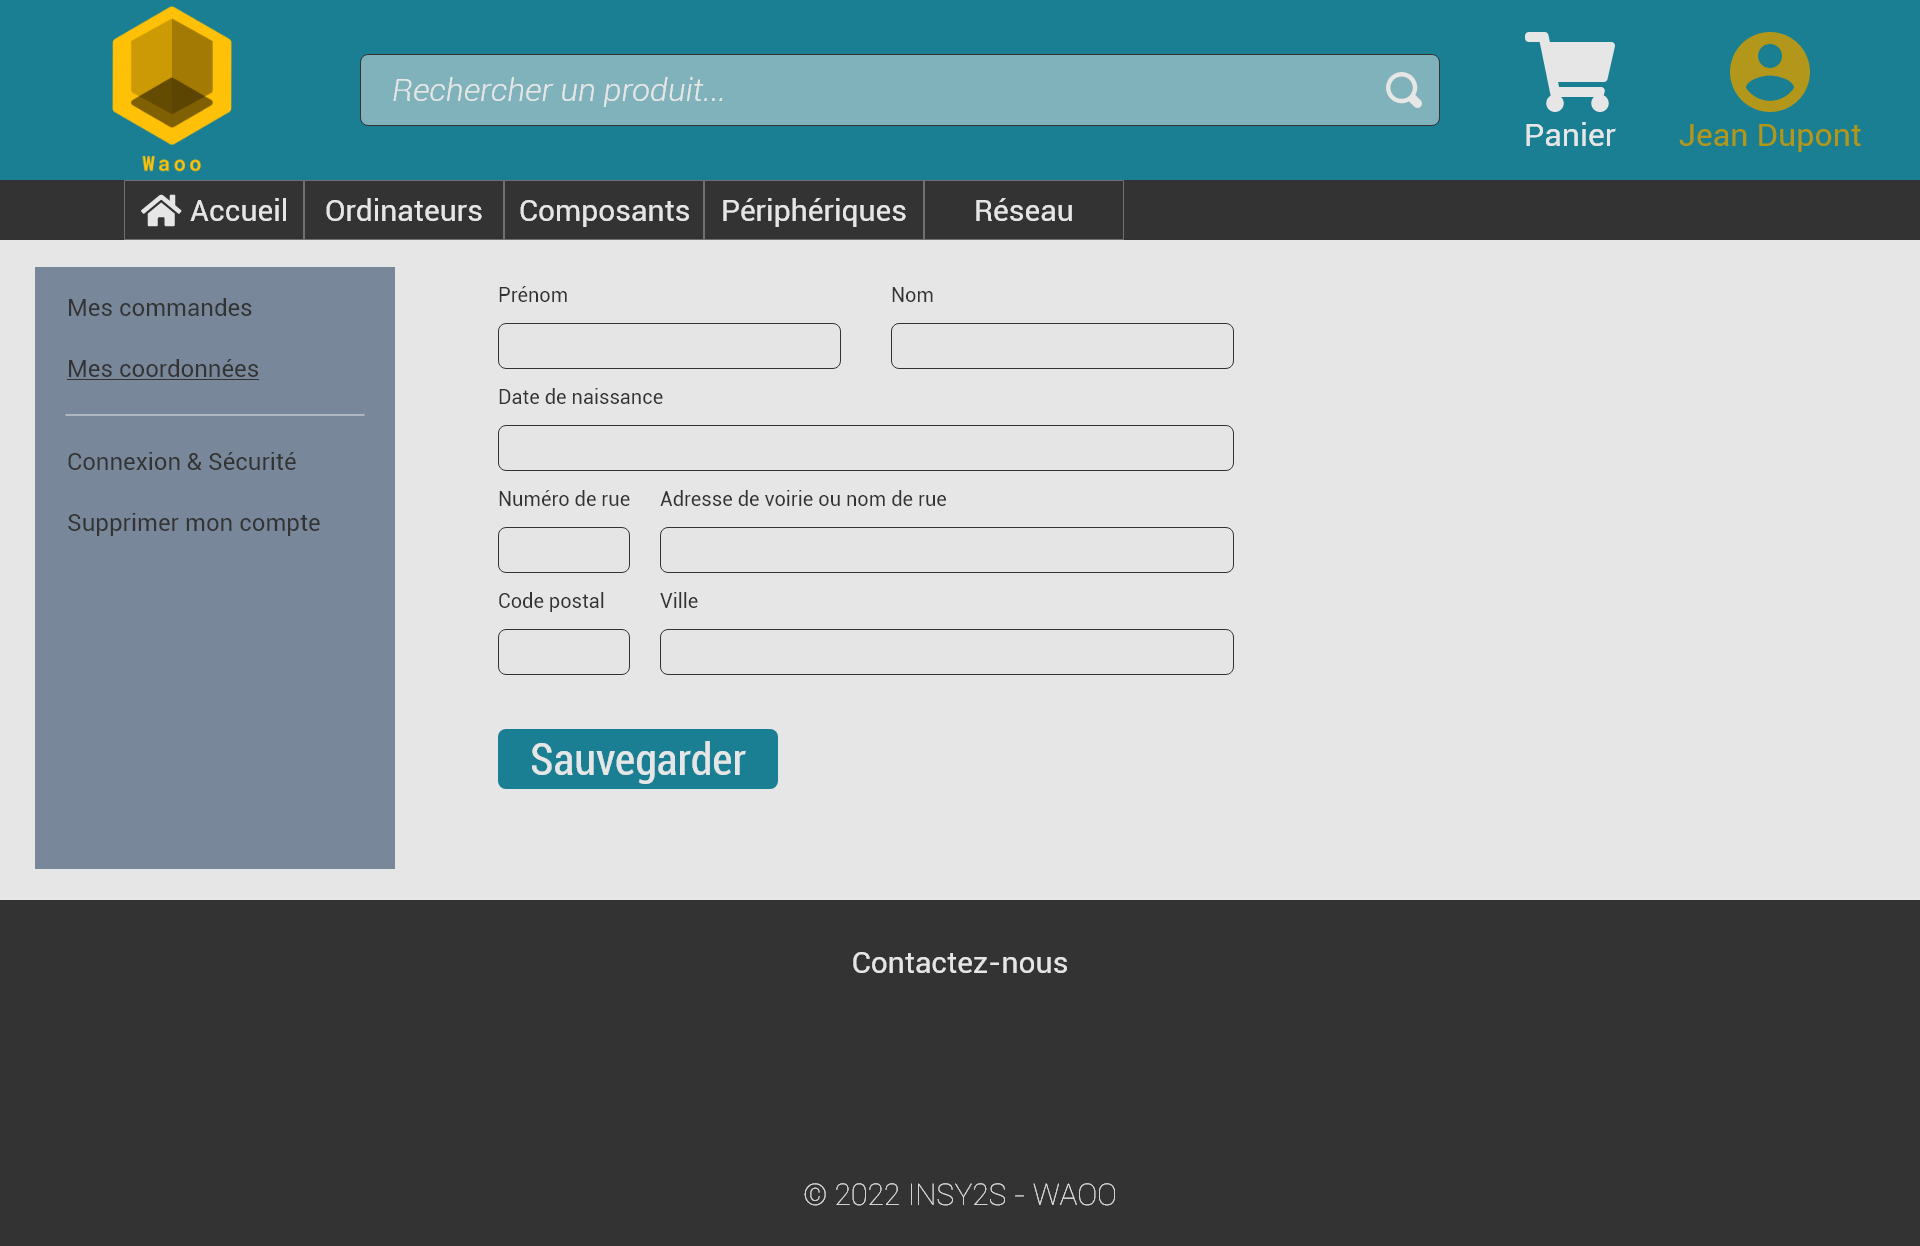 Waoo
Rechercher un produit...
Panier
Jean Dupont
Accueil
Ordinateurs
Composants
Périphériques
Réseau
Mes commandes
Mes coordonnées
Connexion & Sécurité
Supprimer mon compte
Prénom
Nom
Date de naissance
Numéro de rue
Adresse de voirie ou nom de rue
Code postal
Ville
Sauvegarder
Contactez-nous
© 2022 INSY2S - WAOO